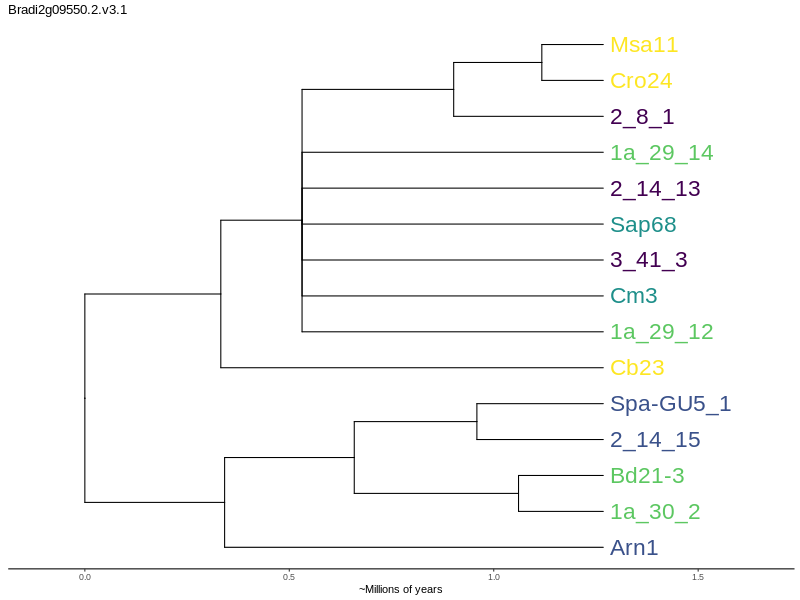 Bradi2g09550.2.v3.1
Msa11
Cro24
2_8_1
1a_29_14
2_14_13
Sap68
3_41_3
Cm3
1a_29_12
Cb23
Spa-GU5_1
2_14_15
Bd21-3
1a_30_2
Arn1
0.0 0.5 1.0 1.5
~Millions of years